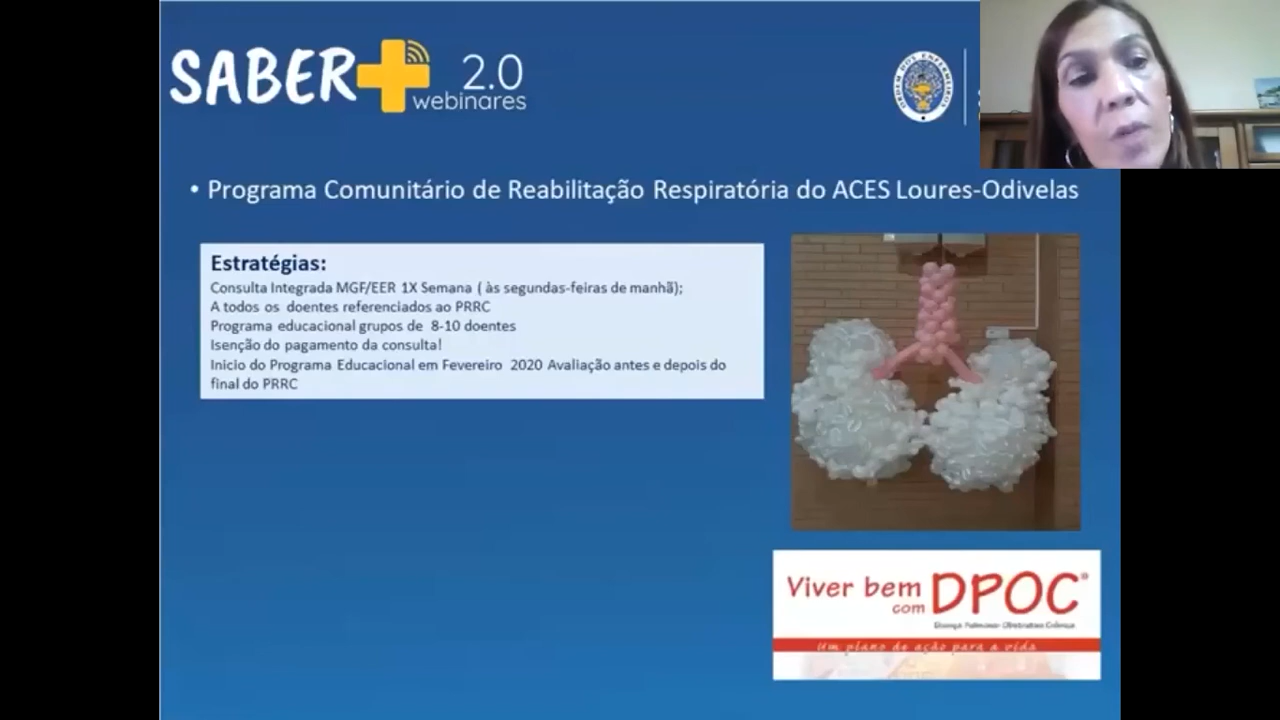 SABER+ 2.0
webinares
ORDEM DOS ENFERMEIROS
• Programa Comunitário de Reabilitação Respiratória do ACES Loures-Odivelas
Estratégias:
Consulta Integrada MGF/EER 1X Semana ( às segundas-feiras de manhã);
A todos os doentes referenciados ao PRRC
Programa educacional grupos de 8-10 doentes
Isenção do pagamento da consulta!
Inicio do Programa Educacional em Fevereiro 2020 Avaliação antes e depois do
final do PRRC
Viver bem
com DPOC®
Doença Pulmonar Obstrutiva Crónica
Um plano de ação para a vida